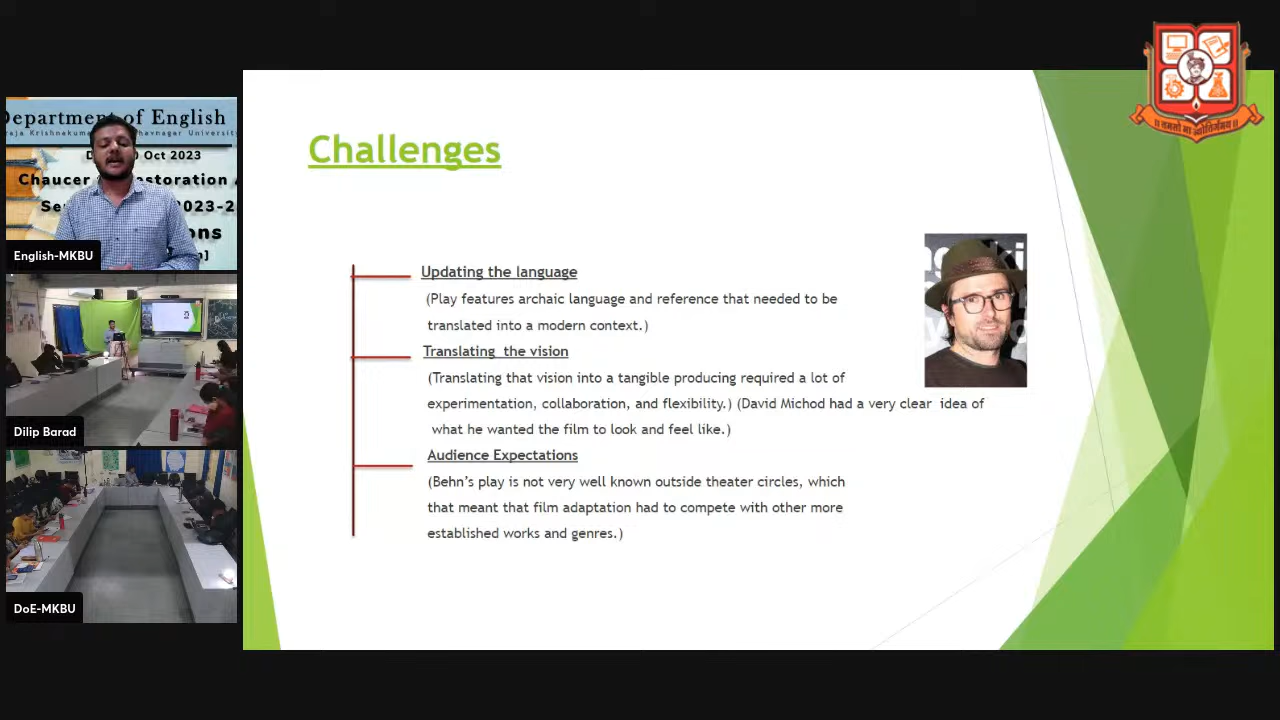 Department of English
Krishnakuma
Bhavnagar University
Oct 2023
Chaucer
estoration
2023-2
ons
English-MKBU
Dilip Barad
DoE-MKBU
Challenges
Updating the language
(Play features archaic language and reference that needed to be
translated into a modern context.)
Translating the vision
(Translating that vision into a tangible producing required a lot of
experimentation, collaboration, and flexibility.) (David Michod had a very clear idea of
what he wanted the film to look and feel like.)
Audience Expectations
(Behn's play is not very well known outside theater circles, which
that meant that film adaptation had to compete with other more
established works and genres.)
॥ तमसो मा ज्योतिर्गमय ॥